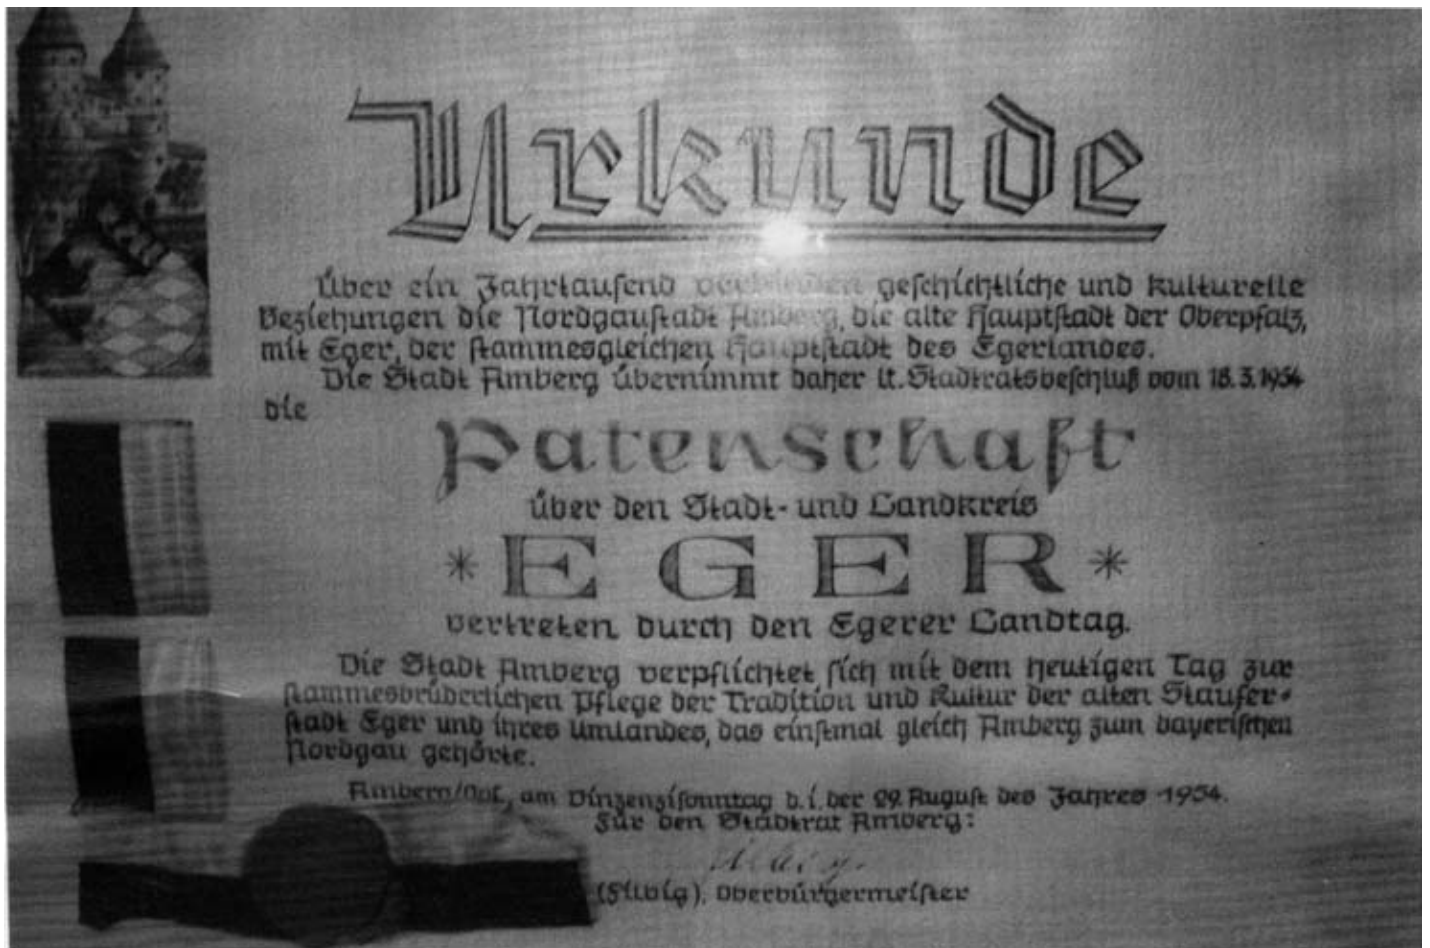 Urkunde
Über ein Jahrtausend verbinden geschichtliche und kulturelle
Beziehungen die Nordgaustadt Amberg, die alte Hauptstadt der Oberpfalz,
mit Eger, der stammesgleichen Hauptstadt des Egerlandes.
Die Stadt Amberg übernimmt daher lt. Stadtratsbeschluß vom 18.3.1954
die
Patenschaft
über den Stadt- und Landkreis
* EGER *
vertreten durch den Egerer Landtag.
Die Stadt Amberg verpflichtet sich mit dem heutigen Tag zur
stammesbrüderlichen Pflege der Tradition und Kultur der alten Staufer-
stadt Eger und ihres Umlandes, das einstmal gleich Amberg zum bayerischen
Nordgau gehörte.
Amberg/Opf., am Vinzenzisonntag d.i. der 29. August des Jahres 1954.
Für den Stadtrat Amberg:
(Filbig), Oberbürgermeister